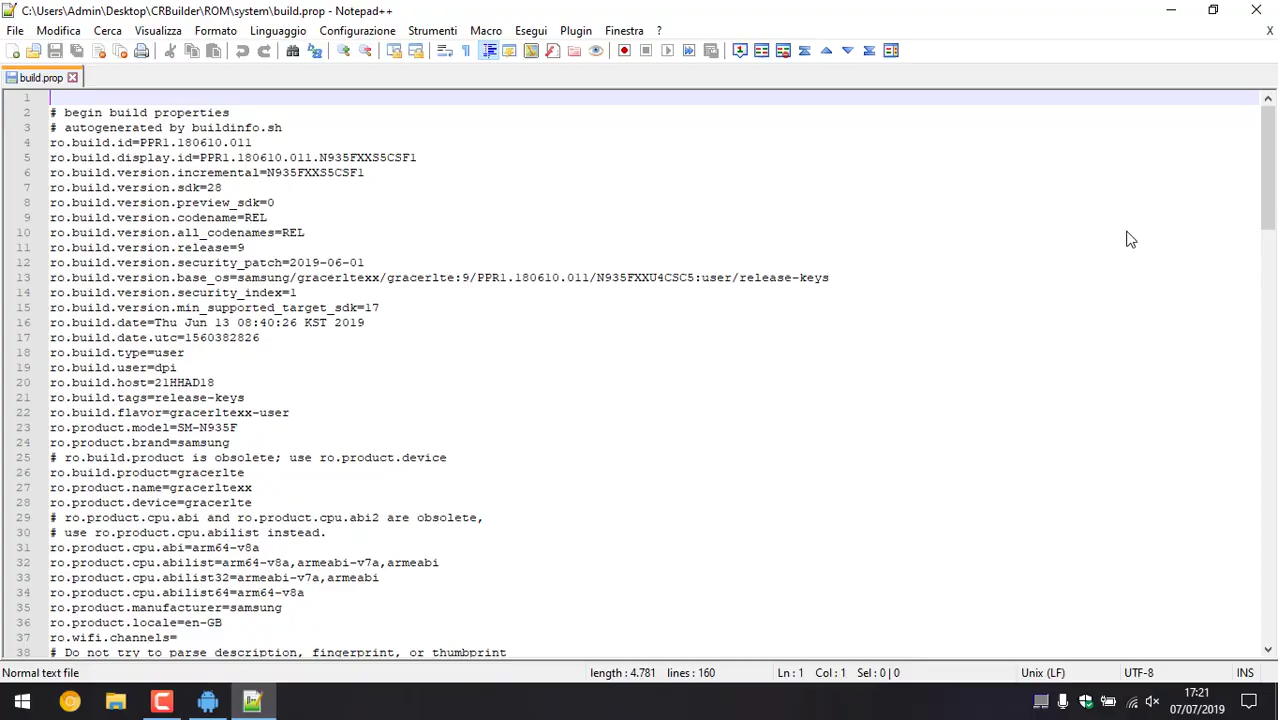 C:\Users\Admin\Desktop\CRBuilder\ROM\system\build.prop - Notepad++
File Modifica Cerca Visualizza Formato Linguaggio Configurazione Strumenti Macro Esegui Plugin Finestra ? X
build.prop
1
2 # begin build properties
3 # autogenerated by buildinfo.sh
4 ro.build.id=PPR1.180610.011
5 ro.build.display.id=PPR1.180610.011.N935FXXS5CSF1
6 ro.build.version.incremental=N935FXXS5CSF1
7 ro.build.version.sdk=28
8 ro.build.version.preview_sdk=0
9 ro.build.version.codename=REL
10 ro.build.version.all_codenames=REL
11 ro.build.version.release=9
12 ro.build.version.security_patch=2019-06-01
13 ro.build.version.base_os=samsung/gracerltexx/gracerlte:9/PPR1.180610.011/N935FXXU4CSC5:user/release-keys
14 ro.build.version.security_index=1
15 ro.build.version.min_supported_target_sdk=17
16 ro.build.date=Thu Jun 13 08:40:26 KST 2019
17 ro.build.date.utc=1560382826
18 ro.build.type=user
19 ro.build.user=dpi
20 ro.build.host=21HHAD18
21 ro.build.tags=release-keys
22 ro.build.flavor=gracerltexx-user
23 ro.product.model=SM-N935F
24 ro.product.brand=samsung
25 # ro.build.product is obsolete; use ro.product.device
26 ro.build.product=gracerlte
27 ro.product.name=gracerltexx
28 ro.product.device=gracerlte
29 # ro.product.cpu.abi and ro.product.cpu.abi2 are obsolete,
30 # use ro.product.cpu.abilist instead.
31 ro.product.cpu.abi=arm64-v8a
32 ro.product.cpu.abilist=arm64-v8a,armeabi-v7a,armeabi
33 ro.product.cpu.abilist32=armeabi-v7a,armeabi
34 ro.product.cpu.abilist64=arm64-v8a
35 ro.product.manufacturer=samsung
36 ro.product.locale=en-GB
37 ro.wifi.channels=
38 # Do not try to parse description, fingerprint, or thumbprint
Normal text file length : 4.781 lines : 160 Ln : 1 Col : 1 Sel : 0 | 0 Unix (LF) UTF-8 INS
17:21
07/07/2019